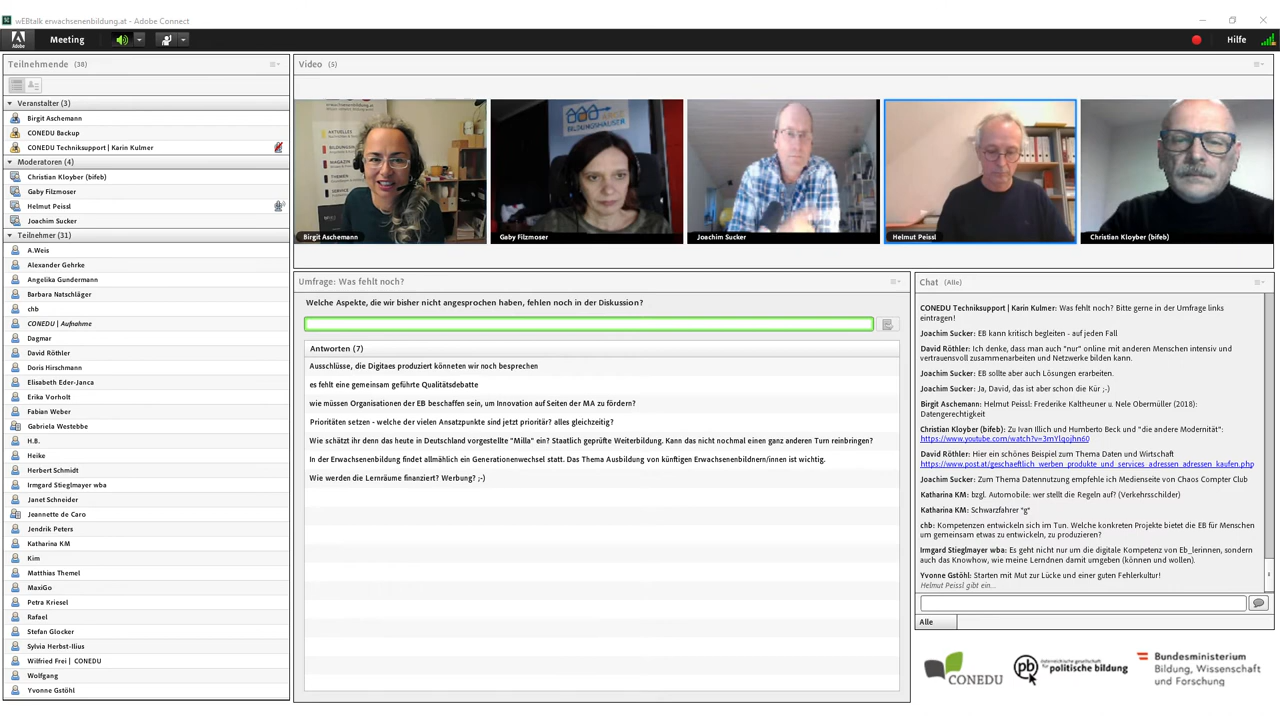 wEBtalk erwachsenenbildung.at - Adobe Connect
Adobe
Meeting
Hilfe
Teilnehmende (38)
Veranstalter (3)
Birgit Aschemann
CONEDU Backup
CONEDU Techniksupport | Karin Kulmer
Moderatoren (4)
Christian Kloyber (bifeb)
Gaby Filzmoser
Helmut Peissl
Joachim Sucker
Teilnehmer (31)
A.Weis
Alexander Gehrke
Angelika Gundermann
Barbara Natschläger
chb
CONEDU | Aufnahme
Dagmar
David Röthler
Doris Hirschmann
Elisabeth Eder-Janca
Erika Vorholt
Fabian Weber
Gabriela Westebbe
H.B.
Heike
Herbert Schmidt
Irmgard Stieglmayer wba
Janet Schneider
Jeannette de Caro
Jendrik Peters
Katharina KM
Kim
Matthias Themel
MaxiGo
Petra Kriesel
Rafael
Stefan Glocker
Sylvia Herbst-Ilius
Wilfried Frei | CONEDU
Wolfgang
Yvonne Gstöhl
Video (5)
AKTUELLES
BILDUNGSINFO
MAGAZIN
THEMEN
SERVICE
BILDUNGSHÄUSER
Birgit Aschemann
Gaby Filzmoser
Joachim Sucker
Helmut Peissl
Christian Kloyber (bifeb)
Umfrage: Was fehlt noch?
Welche Aspekte, die wir bisher nicht angesprochen haben, fehlen noch in der Diskussion?
Antworten (7)
Ausschlüsse, die Digitaes produziert könneten wir noch besprechen
es fehlt eine gemeinsam geführte Qualitätsdebatte
wie müssen Organisationen der EB beschaffen sein, um Innovation auf Seiten der MA zu fördern?
Prioritäten setzen - welche der vielen Ansatzpunkte sind jetzt priorität? alles gleichzeitig?
Wie schätzt ihr denn das heute in Deutschland vorgestellte "Milla" ein? Staatlich geprüfte Weiterbildung. Kann das nicht nochmal einen ganz anderen Turn reinbringen?
In der Erwachsenenbildung findet allmählich ein Generationenwechsel statt. Das Thema Ausbildung von künftigen Erwachsenenbildnern/innen ist wichtig.
Wie werden die Lernräume finanziert? Werbung? ;-)
Chat (Alle)
CONEDU Techniksupport | Karin Kulmer: Was fehlt noch? Bitte gerne in der Umfrage links
eintragen!
Joachim Sucker: EB kann kritisch begleiten - auf jeden Fall
David Röthler: Ich denke, dass man auch "nur" online mit anderen Menschen intensiv und
vertrauensvoll zusammenarbeiten und Netzwerke bilden kann.
Joachim Sucker: EB sollte aber auch Lösungen erarbeiten.
Joachim Sucker: Ja, David, das ist aber schon die Kür ;-)
Birgit Aschemann: Helmut Peissl: Frederike Kaltheuner u. Nele Obermüller (2018):
Datengerechtigkeit
Christian Kloyber (bifeb): Zu Ivan Illich und Humberto Beck und "die andere Modernität":
https://www.youtube.com/watch?v=3mYlqojhn60
David Röthler: Hier ein schönes Beispiel zum Thema Daten und Wirtschaft
https://www.post.at/geschaeftlich_werben_produkte_und_services_adressen_adressen_kaufen.php
Joachim Sucker: Zum Thema Datennutzung empfehle ich Medienseite von Chaos Compter Club
Katharina KM: bzgl. Automobile: wer stellt die Regeln auf? (Verkehrsschilder)
Katharina KM: Schwarzfahrer "g"
chb: Kompetenzen entwickeln sich im Tun. Welche konkreten Projekte bietet die EB für Menschen
um gemeinsam etwas zu entwickeln, zu produzieren?
Irmgard Stieglmayer wba: Es geht nicht nur um die digitale Kompetenz von Eb_lerinnen, sondern
auch das Knowhow, wie meine Lerndnen damit umgeben (können und wollen).
Yvonne Gstöhl: Starten mit Mut zur Lücke und einer guten Fehlerkultur!
Helmut Peissl gibt ein...
Alle
CONEDU
pb
österreichische gesellschaft für
politische bildung
Bundesministerium
Bildung, Wissenschaft
und Forschung